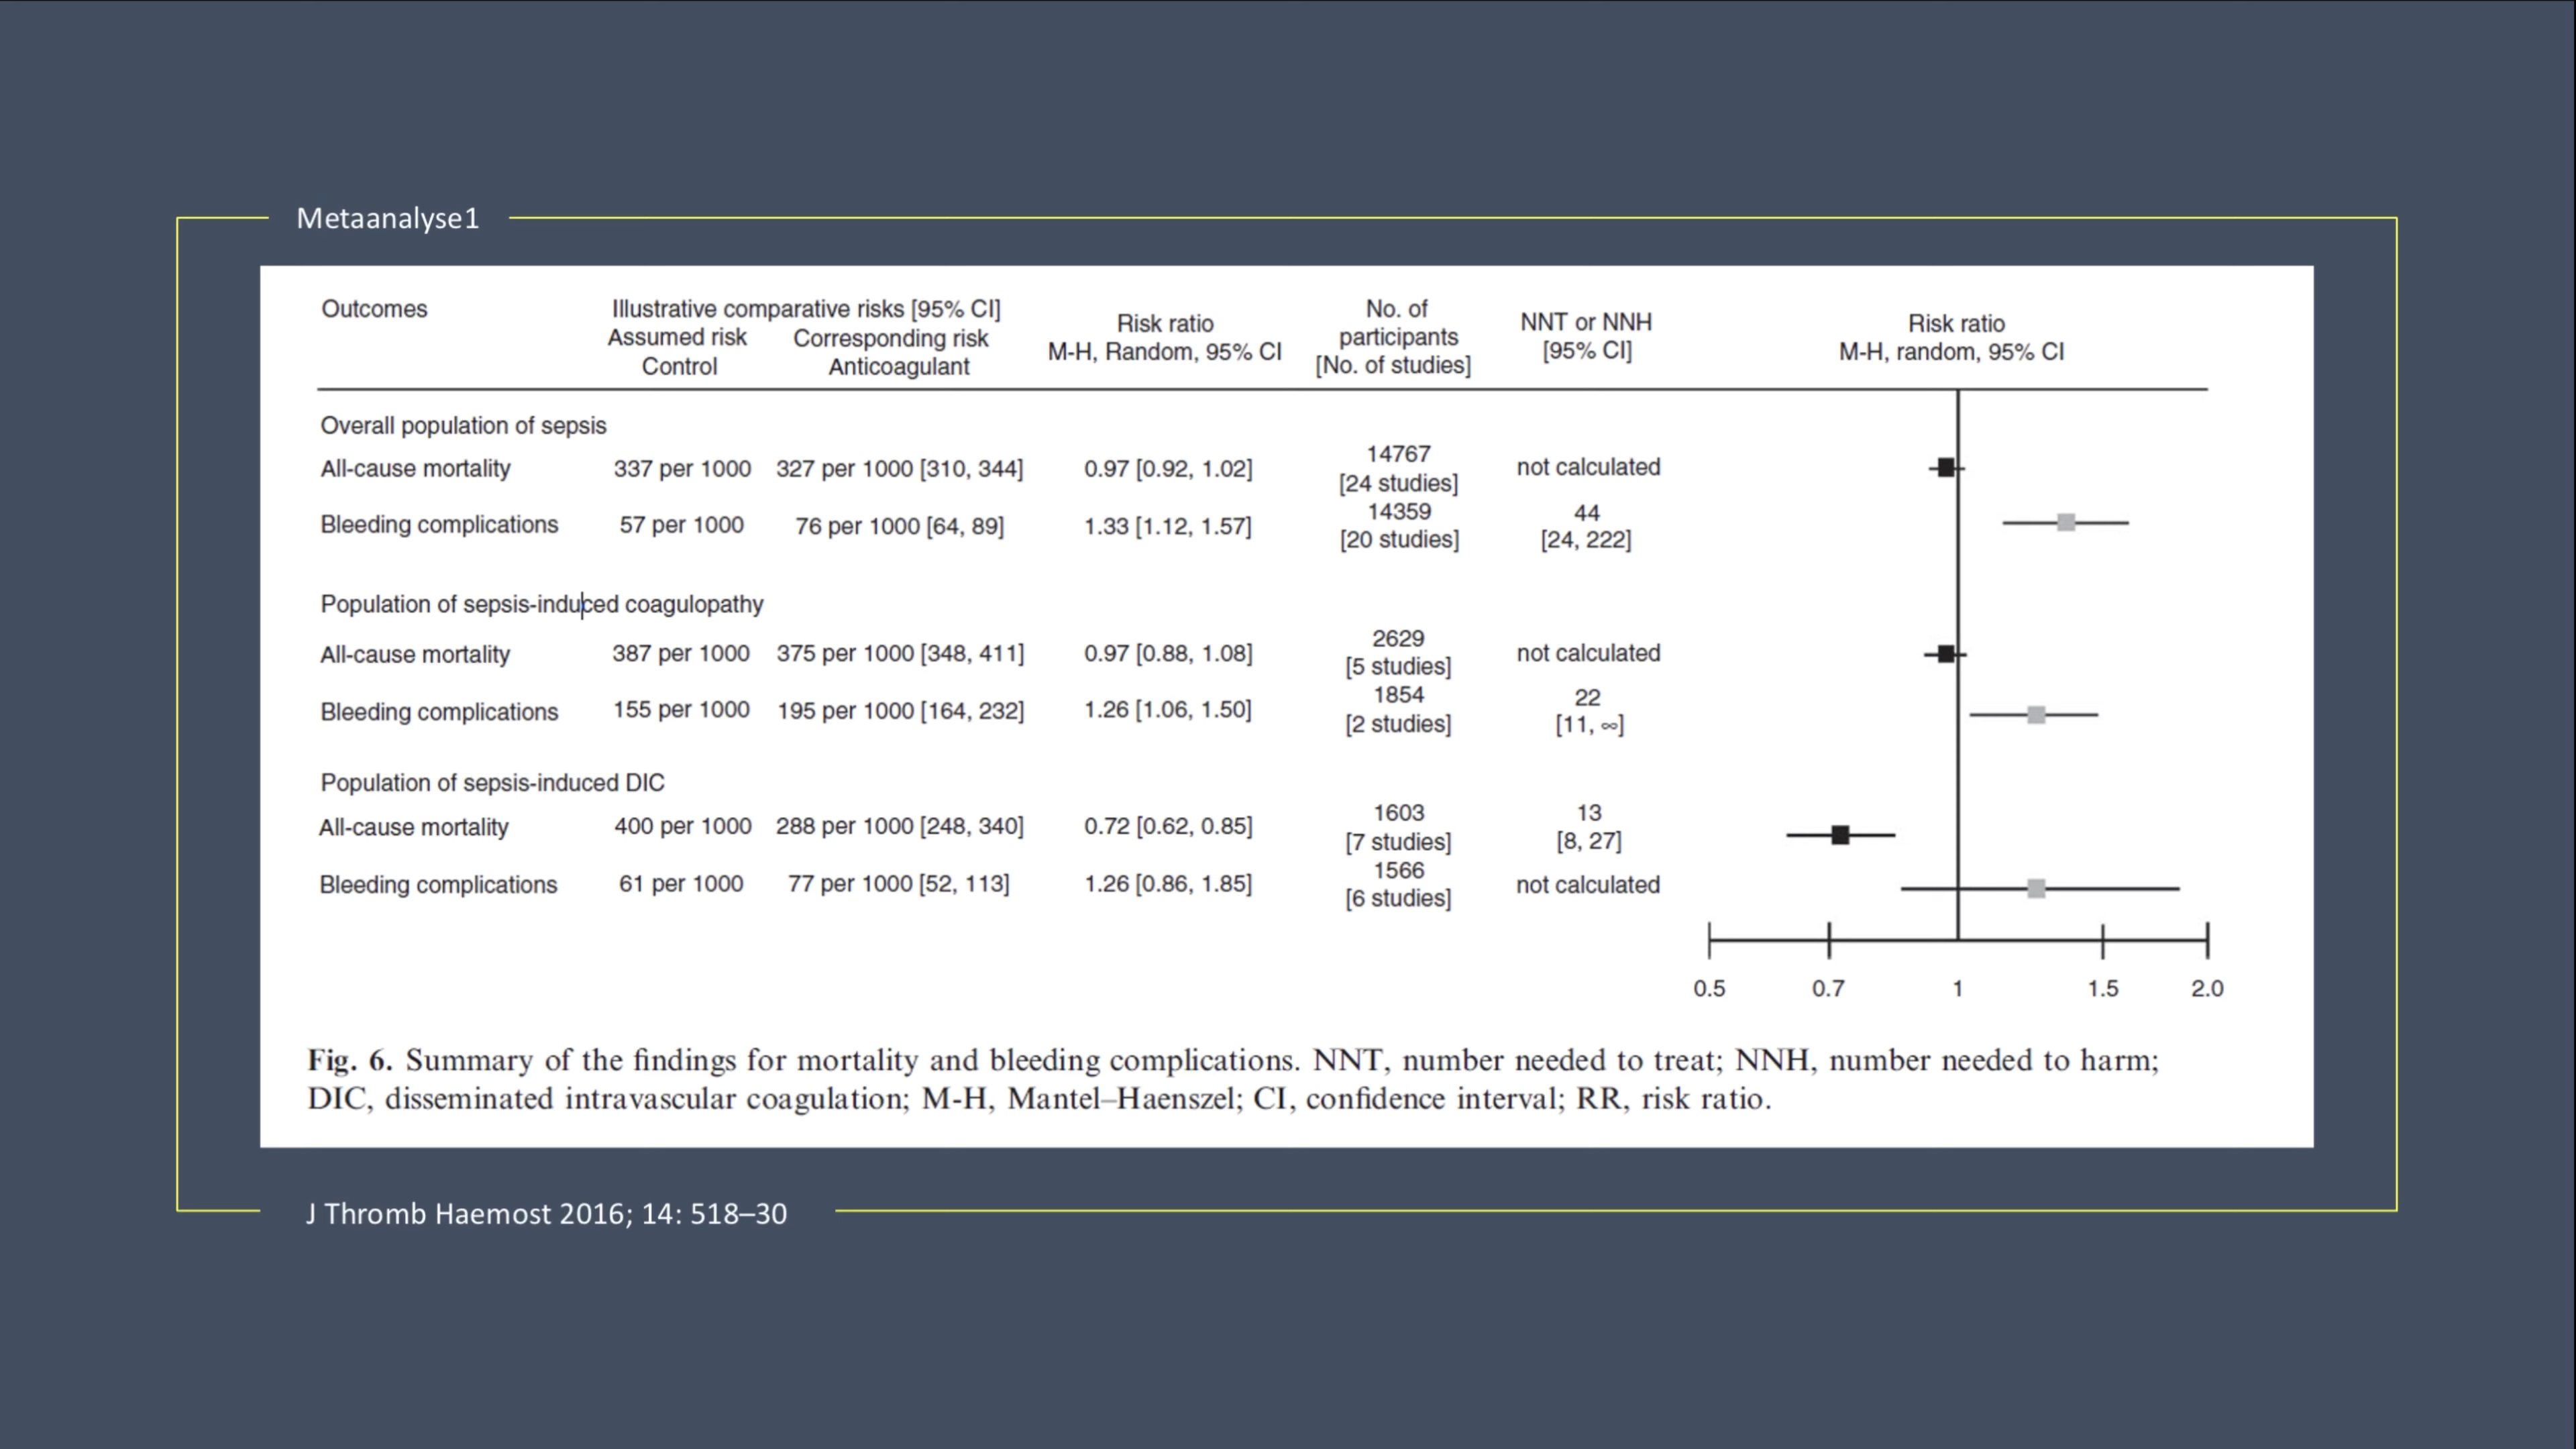 Metaanalyse1
Outcomes
Illustrative comparative risks [95% CI]
Assumed risk
Control
Corresponding risk
Anticoagulant
Risk ratio
M-H, Random, 95% CI
No. of
participants
[No. of studies]
NNT or NNH
[95% CI]
Risk ratio
M-H, random, 95% CI
Overall population of sepsis
All-cause mortality 337 per 1000 327 per 1000 [310, 344] 0.97 [0.92, 1.02] 14767 [24 studies] not calculated
Bleeding complications 57 per 1000 76 per 1000 [64, 89] 1.33 [1.12, 1.57] 14359 [20 studies] 44 [24, 222]
Population of sepsis-induced coagulopathy
All-cause mortality 387 per 1000 375 per 1000 [348, 411] 0.97 [0.88, 1.08] 2629 [5 studies] not calculated
Bleeding complications 155 per 1000 195 per 1000 [164, 232] 1.26 [1.06, 1.50] 1854 [2 studies] 22 [11, ∞]
Population of sepsis-induced DIC
All-cause mortality 400 per 1000 288 per 1000 [248, 340] 0.72 [0.62, 0.85] 1603 [7 studies] 13 [8, 27]
Bleeding complications 61 per 1000 77 per 1000 [52, 113] 1.26 [0.86, 1.85] 1566 [6 studies] not calculated
0.5 0.7 1 1.5 2.0
Fig. 6. Summary of the findings for mortality and bleeding complications. NNT, number needed to treat; NNH, number needed to harm;
DIC, disseminated intravascular coagulation; M-H, Mantel–Haenszel; CI, confidence interval; RR, risk ratio.
J Thromb Haemost 2016; 14: 518–30